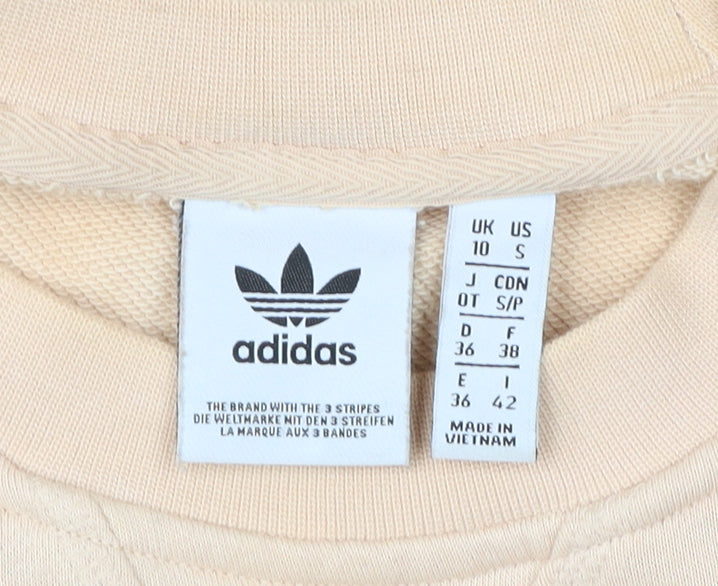 adidas
THE BRAND WITH THE 3 STRIPES
DIE WELTMARKE MIT DEN 3 STREIFEN
LA MARQUE AUX 3 BANDES
UK US
10 S
J CDN
OT S/P
D F
36 38
E I
36 42
MADE IN
VIETNAM